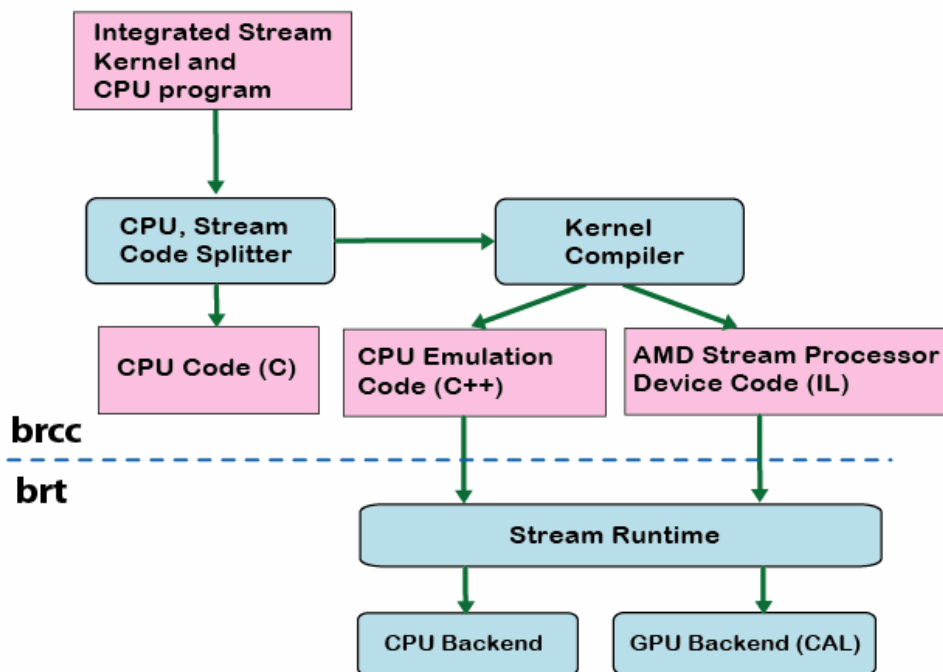 Integrated Stream
Kernel and
CPU program
CPU, Stream
Code Splitter
Kernel
Compiler
CPU Code (C)
CPU Emulation
Code (C++)
AMD Stream Processor
Device Code (IL)
brcc
brt
Stream Runtime
CPU Backend
GPU Backend (CAL)